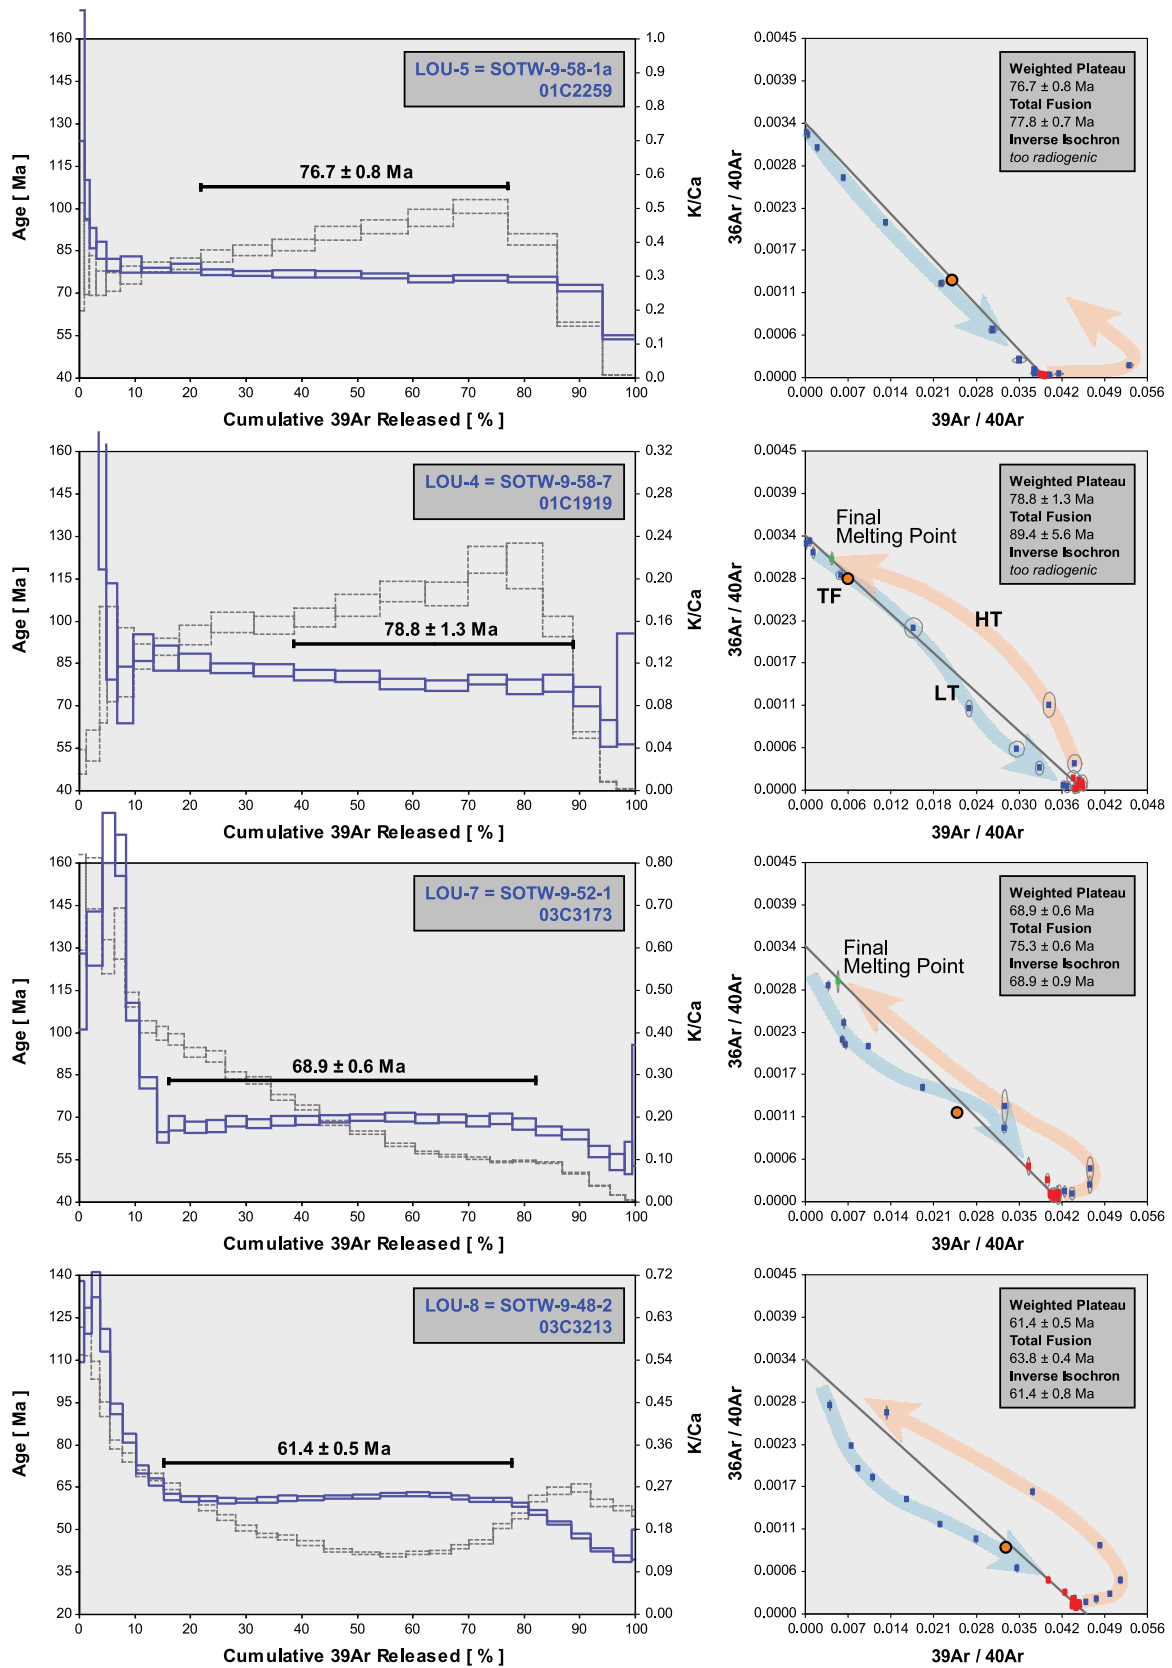 LOU-5 = SOTW-9-58-1a
01C2259
76.7 ± 0.8 Ma
Age [ Ma ]
160
145
130
115
100
85
70
55
40
K/Ca
1.0
0.9
0.8
0.7
0.6
0.5
0.4
0.3
0.2
0.1
0.0
0 10 20 30 40 50 60 70 80 90 100
Cumulative 39Ar Released [ % ]
Weighted Plateau
76.7 ± 0.8 Ma
Total Fusion
77.8 ± 0.7 Ma
Inverse Isochron
too radiogenic
36Ar / 40Ar
0.0045
0.0039
0.0034
0.0028
0.0023
0.0017
0.0011
0.0006
0.0000
0.000 0.007 0.014 0.021 0.028 0.035 0.042 0.049 0.056
39Ar / 40Ar
LOU-4 = SOTW-9-58-7
01C1919
78.8 ± 1.3 Ma
Age [ Ma ]
160
145
130
115
100
85
70
55
40
K/Ca
0.32
0.28
0.24
0.20
0.16
0.12
0.08
0.04
0.00
0 10 20 30 40 50 60 70 80 90 100
Cumulative 39Ar Released [ % ]
Weighted Plateau
78.8 ± 1.3 Ma
Total Fusion
89.4 ± 5.6 Ma
Inverse Isochron
too radiogenic
Final
Melting Point
TF
HT
LT
36Ar / 40Ar
0.0045
0.0039
0.0034
0.0028
0.0023
0.0017
0.0011
0.0006
0.0000
0.000 0.006 0.012 0.018 0.024 0.030 0.036 0.042 0.048
39Ar / 40Ar
LOU-7 = SOTW-9-52-1
03C3173
68.9 ± 0.6 Ma
Age [ Ma ]
160
145
130
115
100
85
70
55
40
K/Ca
0.80
0.70
0.60
0.50
0.40
0.30
0.20
0.10
0.00
0 10 20 30 40 50 60 70 80 90 100
Cumulative 39Ar Released [ % ]
Weighted Plateau
68.9 ± 0.6 Ma
Total Fusion
75.3 ± 0.6 Ma
Inverse Isochron
68.9 ± 0.9 Ma
Final
Melting Point
36Ar / 40Ar
0.0045
0.0039
0.0034
0.0028
0.0023
0.0017
0.0011
0.0006
0.0000
0.000 0.007 0.014 0.021 0.028 0.035 0.042 0.049 0.056
39Ar / 40Ar
LOU-8 = SOTW-9-48-2
03C3213
61.4 ± 0.5 Ma
Age [ Ma ]
140
125
110
95
80
65
50
35
20
K/Ca
0.72
0.63
0.54
0.45
0.36
0.27
0.18
0.09
0.00
0 10 20 30 40 50 60 70 80 90 100
Cumulative 39Ar Released [ % ]
Weighted Plateau
61.4 ± 0.5 Ma
Total Fusion
63.8 ± 0.4 Ma
Inverse Isochron
61.4 ± 0.8 Ma
36Ar / 40Ar
0.0045
0.0039
0.0034
0.0028
0.0023
0.0017
0.0011
0.0006
0.0000
0.000 0.007 0.014 0.021 0.028 0.035 0.042 0.049 0.056
39Ar / 40Ar